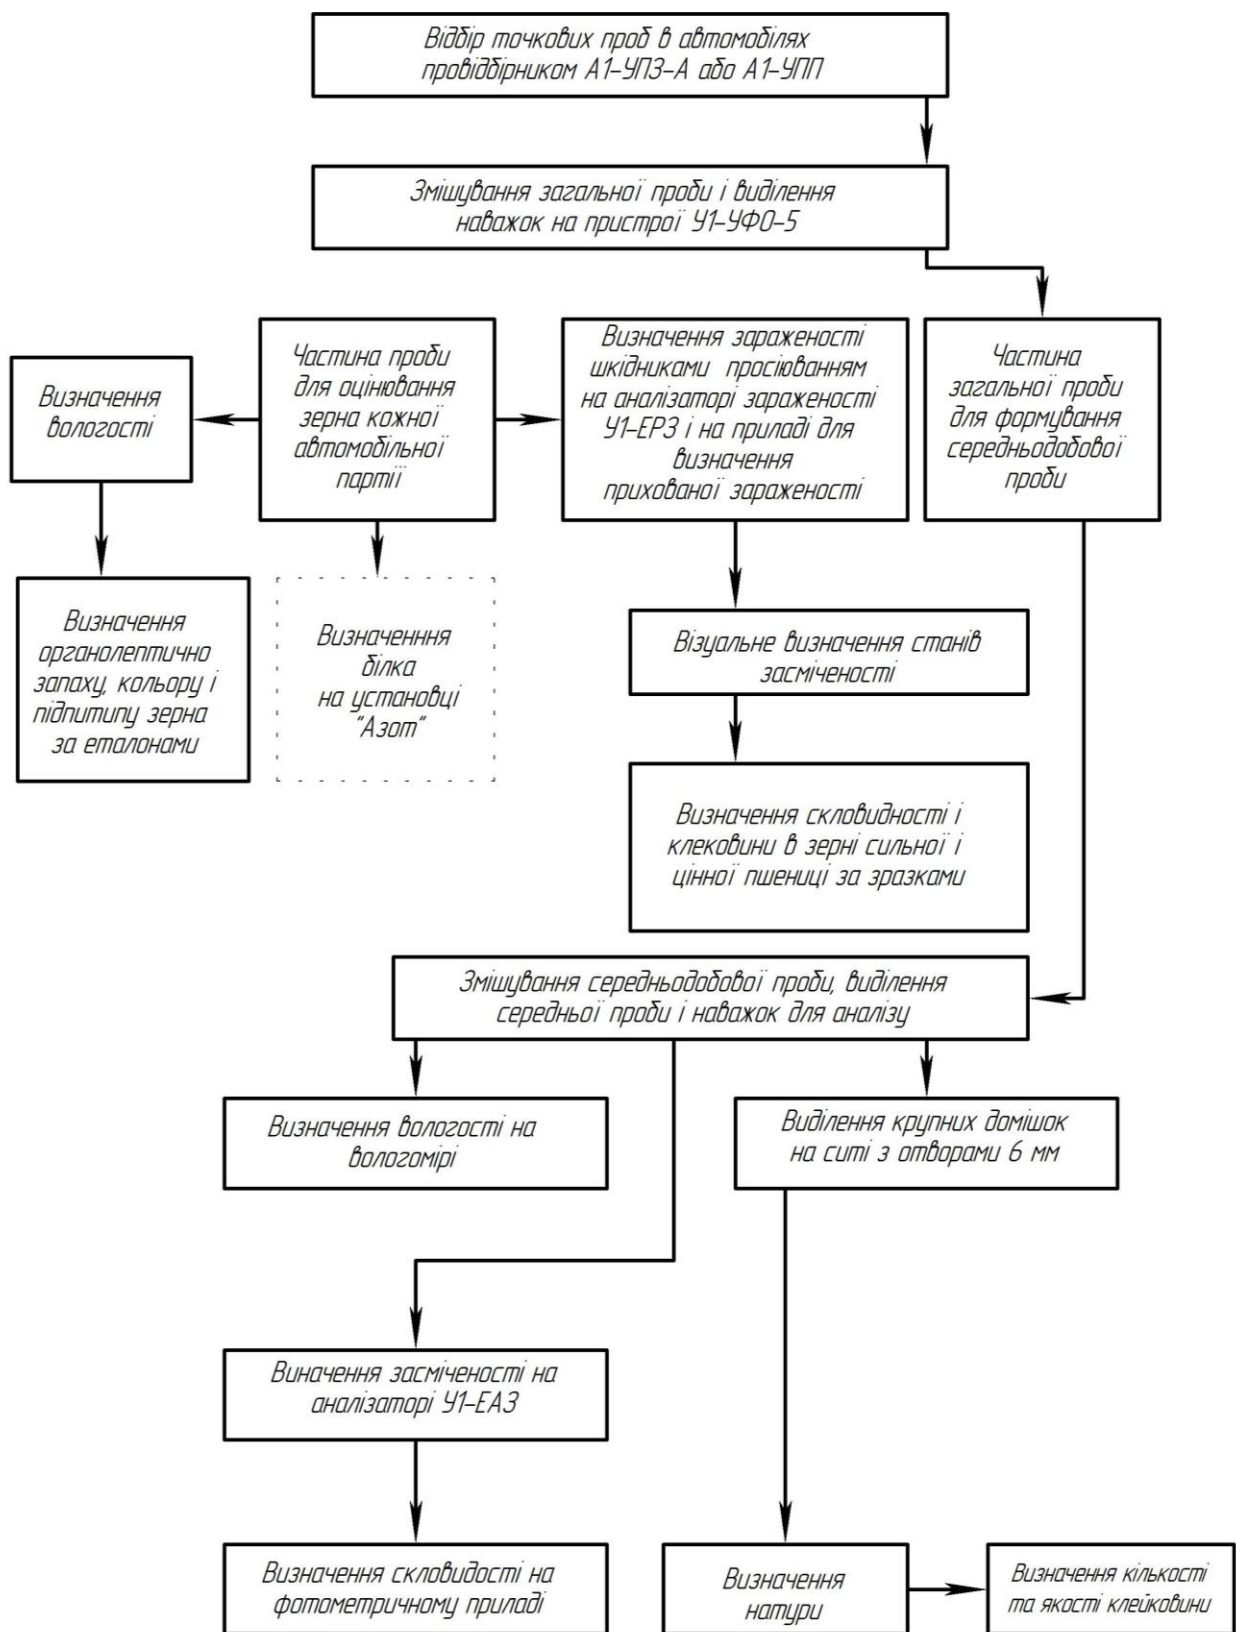 Відбір точкових проб в автомобілях
провідбірником А1-УПЗ-А або А1-УПП
Змішування загальної проби і виділення
наважок на пристрої У1-УФО-5
Визначення
вологості
Частина проби
для оцінювання
зерна кожної
автомобільної
партії
Визначення зараженості
шкідниками просіюванням
на аналізаторі зараженості
У1-ЕРЗ і на приладі для
визначення
прихованої зараженості
Частина
загальної проби
для формування
середньодобової
проби
Визначення
органолептично
запаху, кольору і
підпитипу зерна
за еталонами
Визначенння
білка
на установці
"Азот"
Візуальне визначення станів
засміченості
Визначення скловидності і
клековини в зерні сильної і
цінної пшениці за зразками
Змішування середньодобової проби, виділення
середньої проби і наважок для аналізу
Визначення вологості на
вологомірі
Виділення крупних домішок
на ситі з отворами 6 мм
Виначення засміченості на
аналізаторі У1-ЕАЗ
Визначення скловидості на
фотометричному приладі
Визначення
натури
Визначення кількості
та якості клейковини